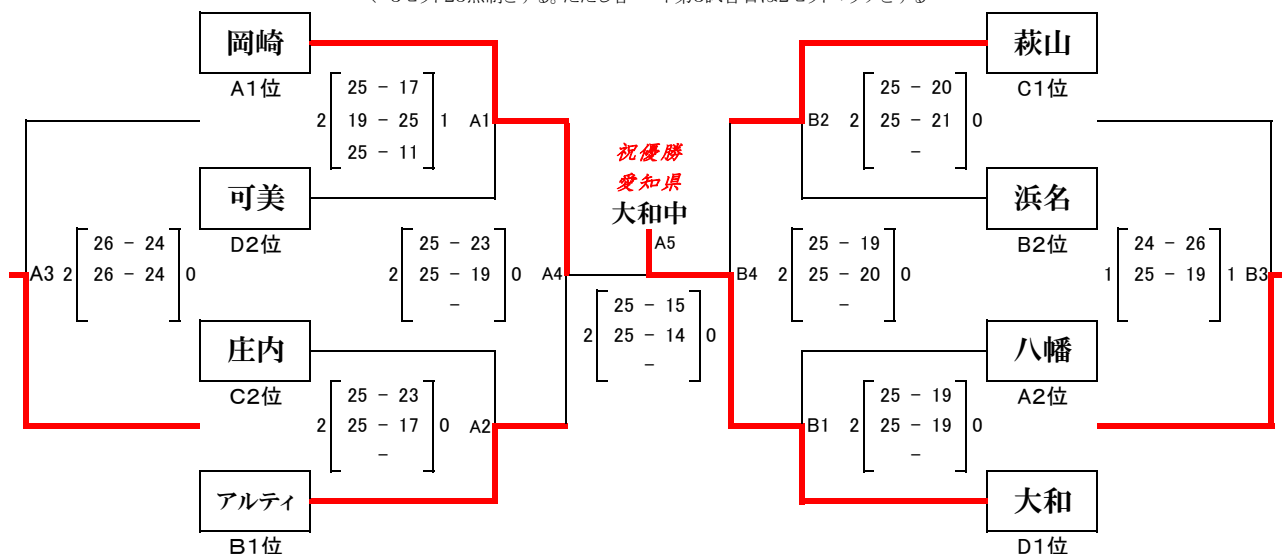 岡崎
A1位
萩山
C1位
25 - 17
2 19 - 25 1 A1
25 - 11
B2 2 25 - 20
25 - 21 0
-
祝優勝
愛知県
大和中
可美
D2位
浜名
B2位
A3 2 26 - 24
26 - 24 0
2 25 - 23
25 - 19 0 A4
-
A5
B4 2 25 - 19
25 - 20 0
-
24 - 26
1 25 - 19 1 B3
25 - 15
2 25 - 14 0
-
庄内
C2位
八幡
A2位
25 - 23
2 25 - 17 0 A2
-
B1 2 25 - 19
25 - 19 0
-
アルティ
B1位
大和
D1位